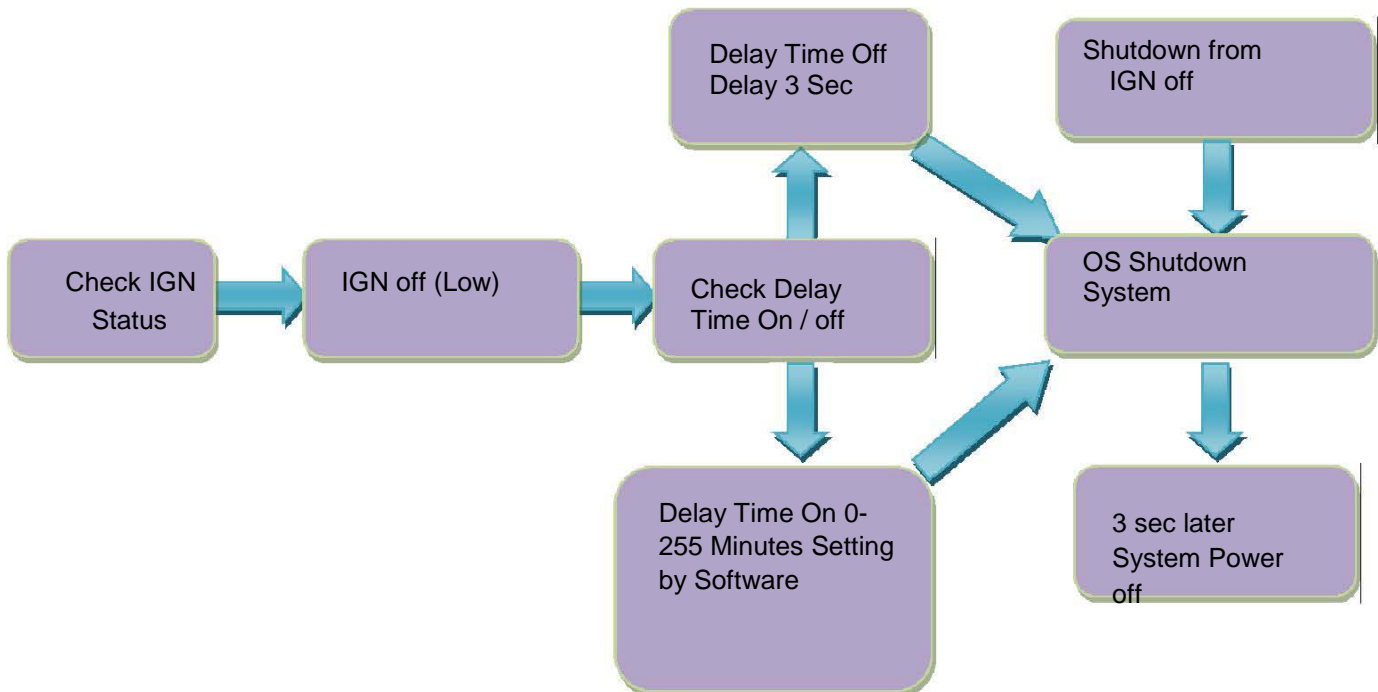 Delay Time Off
Delay 3 Sec
Shutdown from
IGN off
Check IGN
Status
IGN off (Low)
Check Delay
Time On / off
OS Shutdown
System
Delay Time On 0-
255 Minutes Setting
by Software
3 sec later
System Power
off